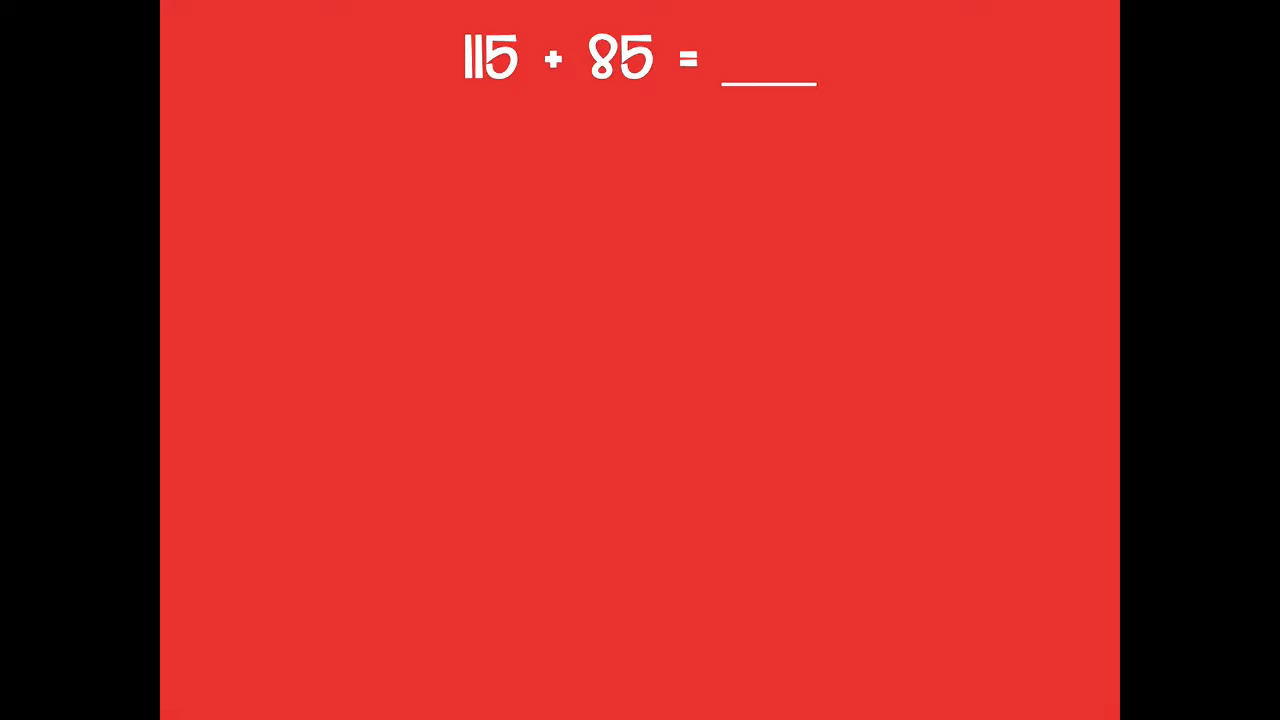 115 + 85 = ____